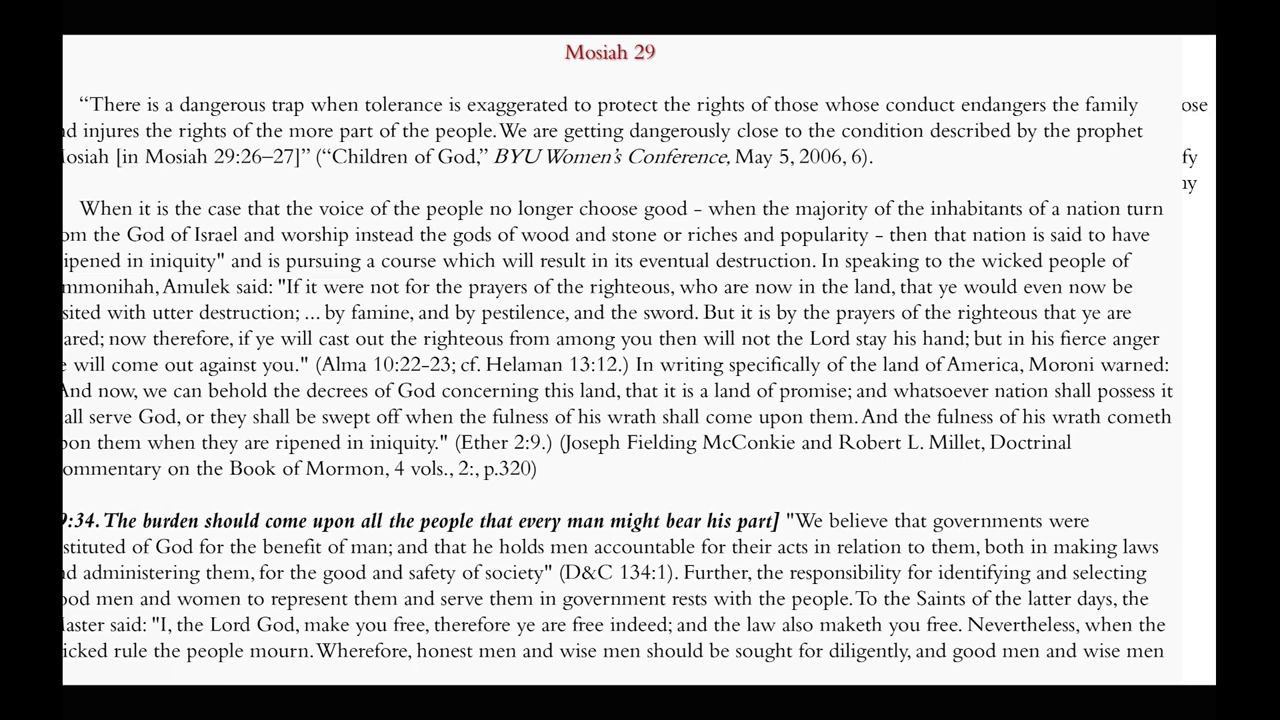 Mosiah 29
“There is a dangerous trap when tolerance is exaggerated to protect the rights of those whose conduct endangers the family ose
nd injures the rights of the more part of the people. We are getting dangerously close to the condition described by the prophet
Mosiah [in Mosiah 29:26–27]” (“Children of God,” BYU Women’s Conference, May 5, 2006, 6). fy
ny
When it is the case that the voice of the people no longer choose good - when the majority of the inhabitants of a nation turn
om the God of Israel and worship instead the gods of wood and stone or riches and popularity - then that nation is said to have
ripened in iniquity" and is pursuing a course which will result in its eventual destruction. In speaking to the wicked people of
mmonihah, Amulek said: "If it were not for the prayers of the righteous, who are now in the land, that ye would even now be
sited with utter destruction; ... by famine, and by pestilence, and the sword. But it is by the prayers of the righteous that ye are
ared; now therefore, if ye will cast out the righteous from among you then will not the Lord stay his hand; but in his fierce anger
e will come out against you." (Alma 10:22-23; cf. Helaman 13:12.) In writing specifically of the land of America, Moroni warned:
And now, we can behold the decrees of God concerning this land, that it is a land of promise; and whatsoever nation shall possess it
all serve God, or they shall be swept off when the fulness of his wrath shall come upon them. And the fulness of his wrath cometh
pon them when they are ripened in iniquity." (Ether 2:9.) (Joseph Fielding McConkie and Robert L. Millet, Doctrinal
ommentary on the Book of Mormon, 4 vols., 2:, p.320)
9:34. The burden should come upon all the people that every man might bear his part] "We believe that governments were
stituted of God for the benefit of man; and that he holds men accountable for their acts in relation to them, both in making laws
nd administering them, for the good and safety of society" (D&C 134:1). Further, the responsibility for identifying and selecting
ood men and women to represent them and serve them in government rests with the people. To the Saints of the latter days, the
Master said: "I, the Lord God, make you free, therefore ye are free indeed; and the law also maketh you free. Nevertheless, when the
icked rule the people mourn. Wherefore, honest men and wise men should be sought for diligently, and good men and wise men